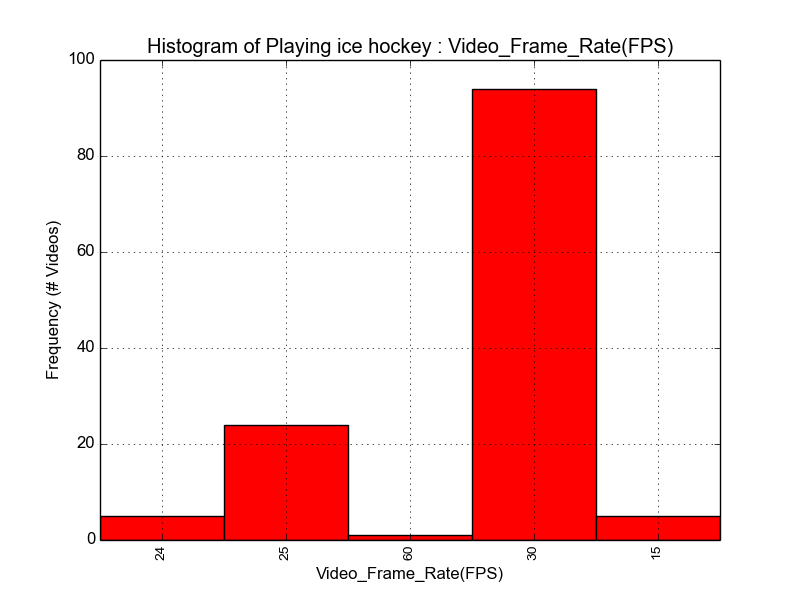 Histogram of Playing ice hockey : Video_Frame_Rate(FPS)
100
80
60
40
20
0
Frequency (# Videos)
24 25 60 30 15
Video_Frame_Rate(FPS)